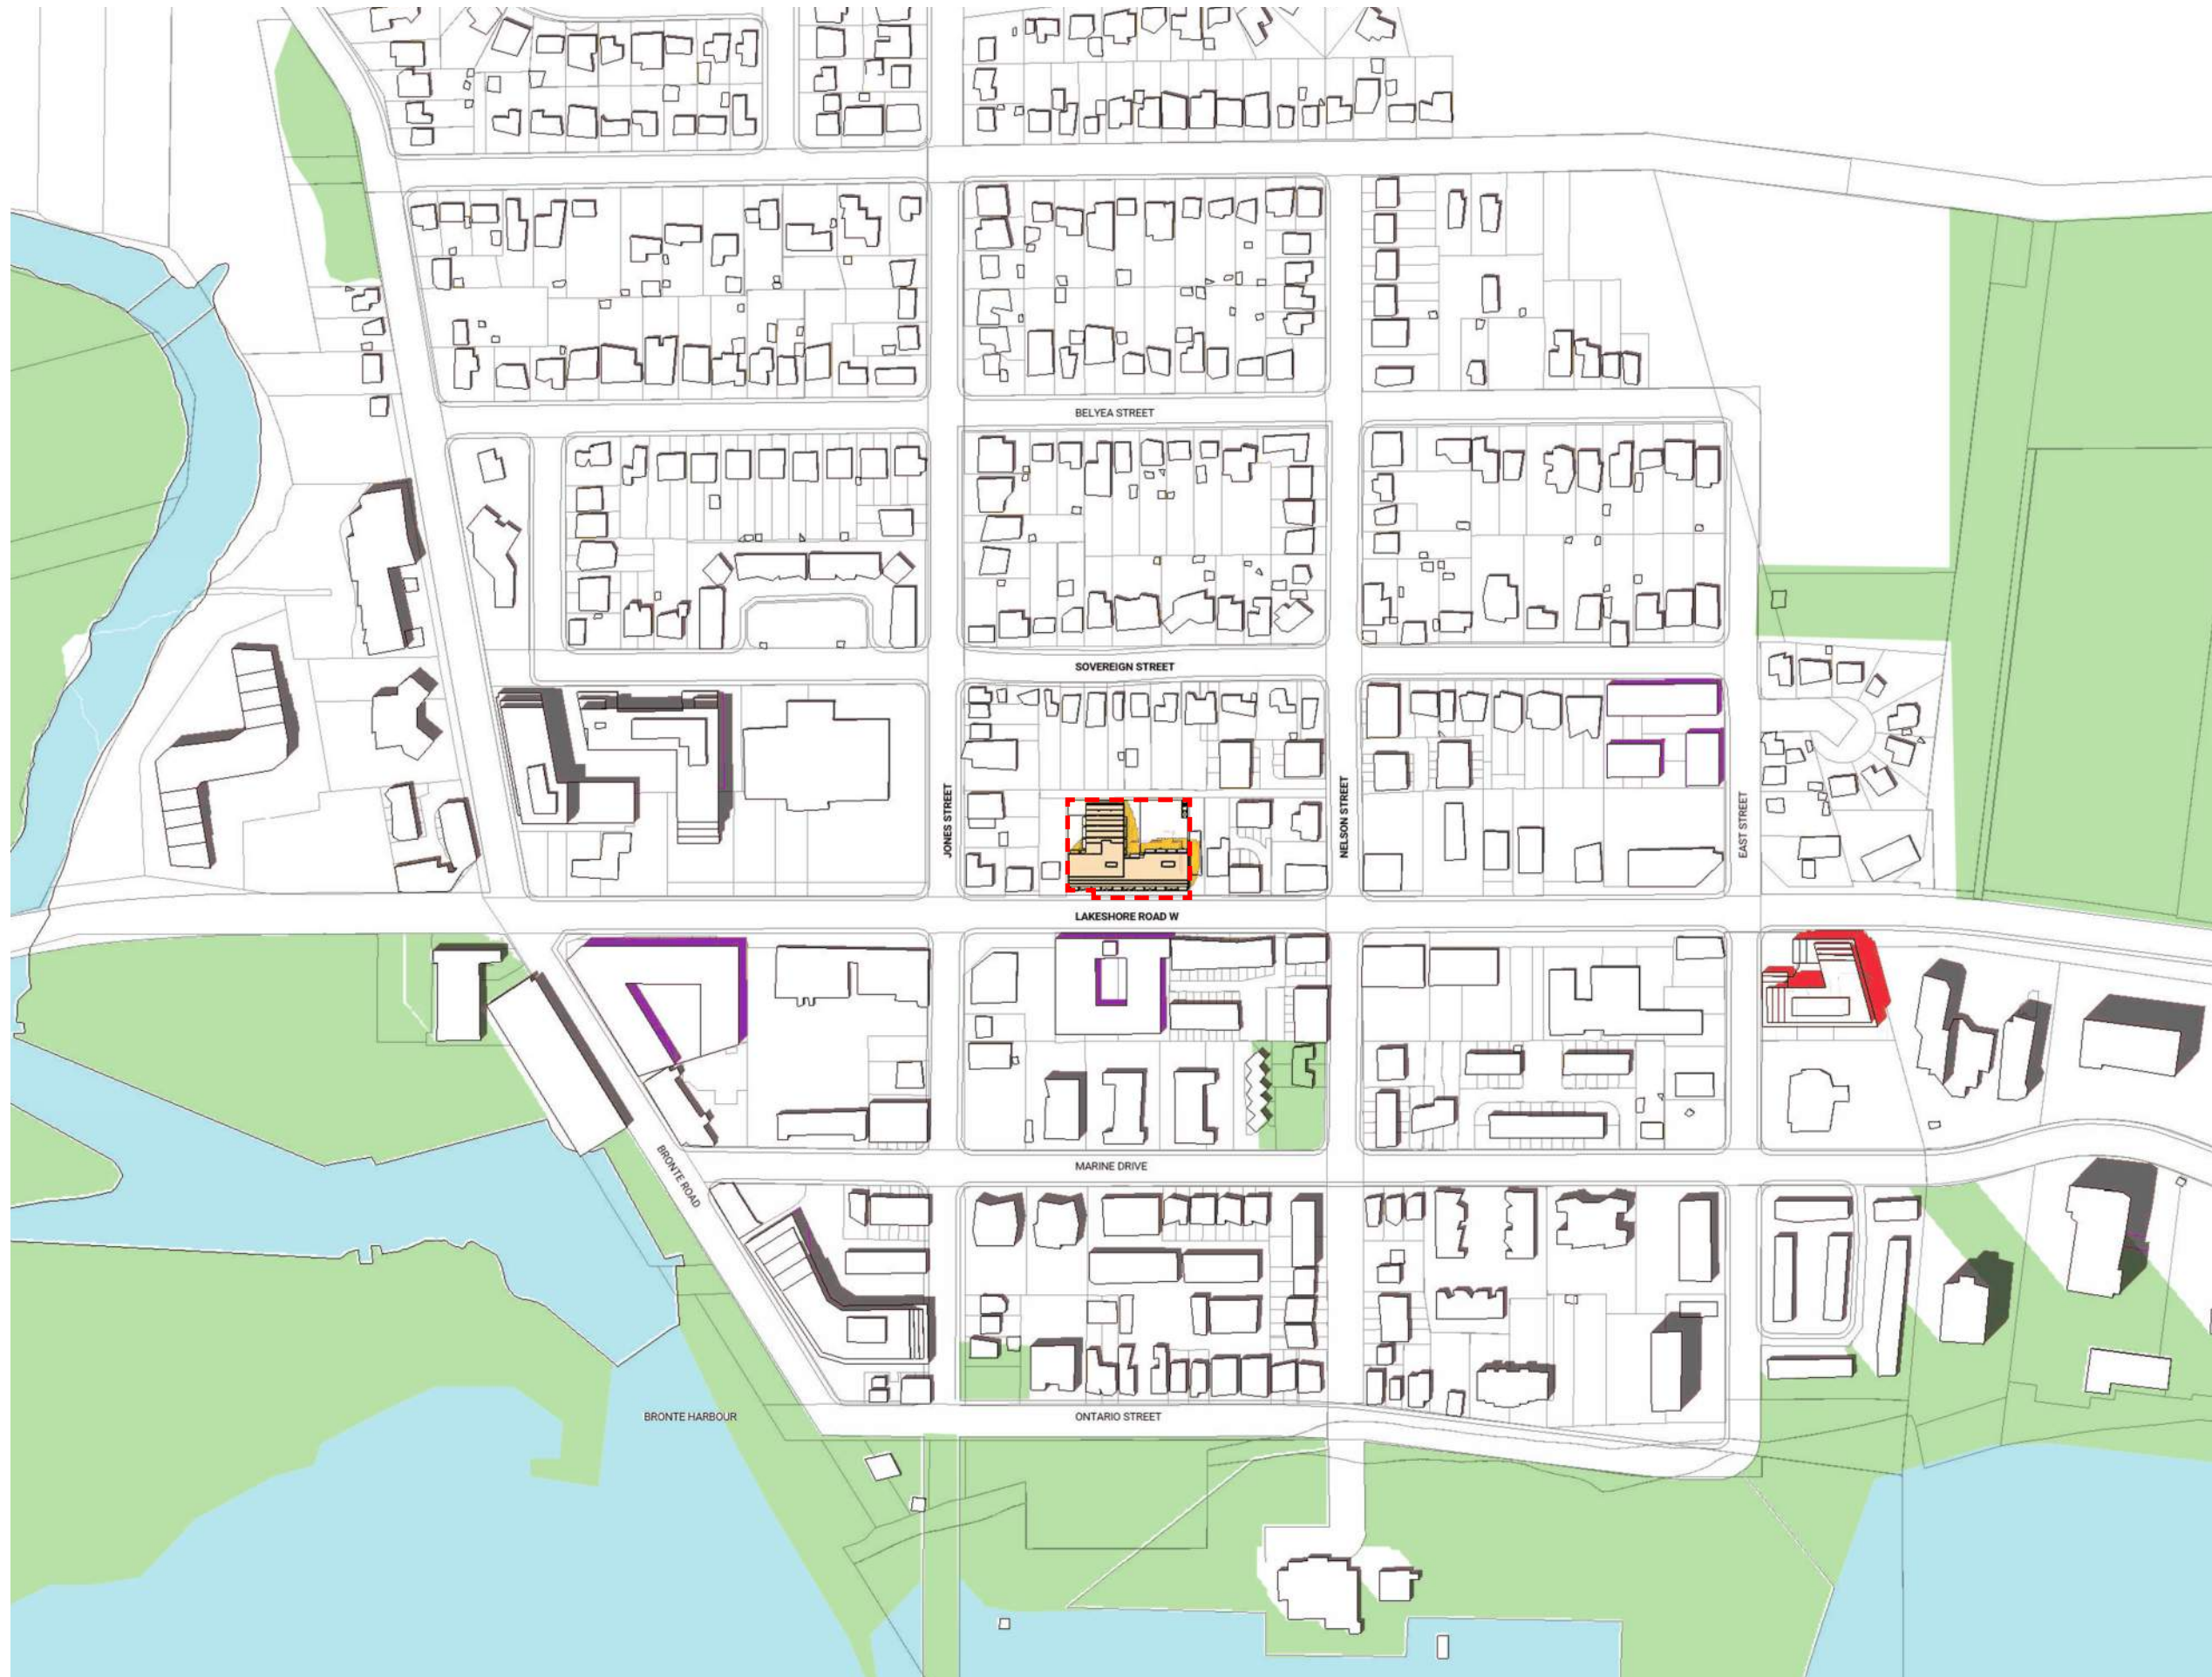 BELYEA STREET
SOVEREIGN STREET
JONES STREET
NELSON STREET
EAST STREET
LAKESHORE ROAD W
BRONTE ROAD
MARINE DRIVE
BRONTE HARBOUR
ONTARIO STREET